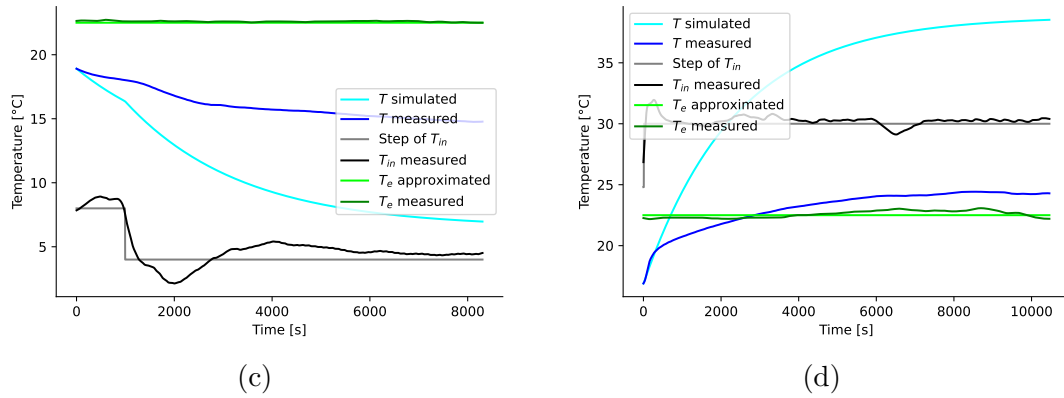 20
15
10
5
Temperature [°C]
T simulated
T measured
Step of T_in
T_in measured
T_e approximated
T_e measured
0 2000 4000 6000 8000
Time [s]
(c)
35
30
25
20
Temperature [°C]
T simulated
T measured
Step of T_in
T_in measured
T_e approximated
T_e measured
0 2000 4000 6000 8000 10000
Time [s]
(d)